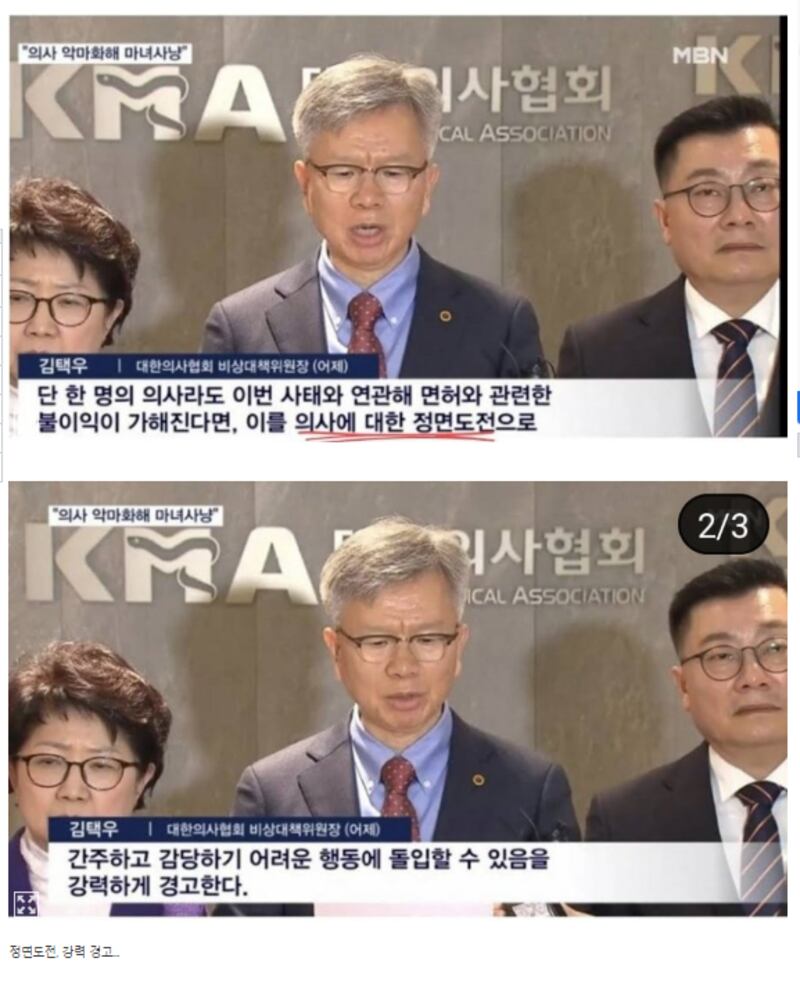 "의사 악마화해 마녀사냥"
MBN
KMA
의사협회
CAL ASSOCIATION
김택우 | 대한의사협회 비상대책위원장 (어제)
단 한 명의 의사라도 이번 사태와 연관해 면허와 관련한
불이익이 가해진다면, 이를 의사에 대한 정면도전으로
"의사 악마화해 마녀사냥"
2/3
KMA
의사협회
ICAL ASSOCIATION
김택우 | 대한의사협회 비상대책위원장 (어제)
간주하고 감당하기 어려운 행동에 돌입할 수 있음을
강력하게 경고한다.
정면도전, 강력 경고...